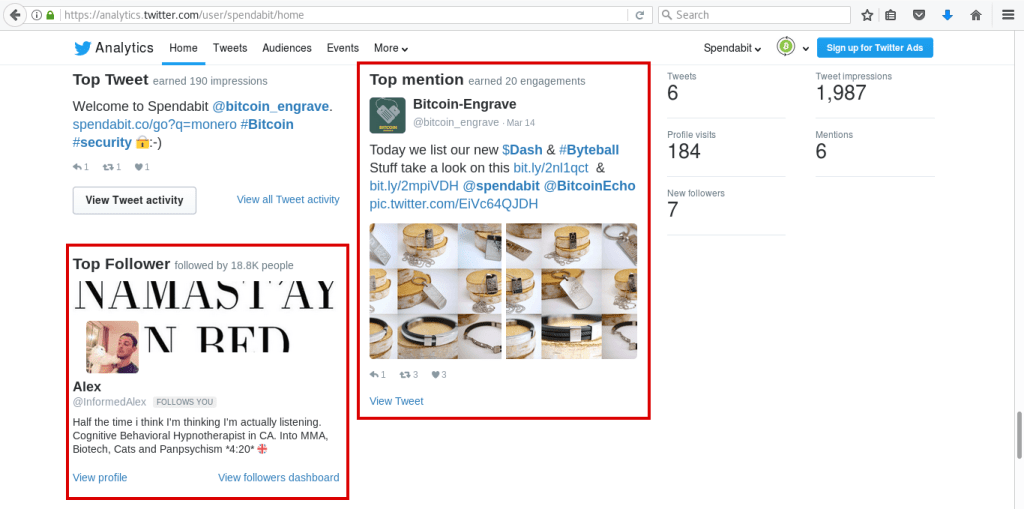 https://analytics.twitter.com/user/spendabit/home
Search
Analytics
Home
Tweets
Audiences
Events
More
Spendabit
Sign up for Twitter Ads
Top Tweet earned 190 impressions
Welcome to Spendabit @bitcoin_engrave.
spendabit.co/go?q=monero #Bitcoin
#security 🔒:-)
1 1 1
View Tweet activity
View all Tweet activity
Top Follower followed by 18.8K people
NAMAST'AY
N BED
Alex
@InformedAlex FOLLOWS YOU
Half the time i think I'm thinking I'm actually listening.
Cognitive Behavioral Hypnotherapist in CA. Into MMA,
Biotech, Cats and Panpsychism *4:20*
View profile
View followers dashboard
Top mention earned 20 engagements
Bitcoin-Engrave
@bitcoin_engrave · Mar 14
Today we list our new $Dash & #Byteball
Stuff take a look on this bit.ly/2nl1qct &
bit.ly/2mpiVDH @spendabit @BitcoinEcho
pic.twitter.com/EiVc64QJDH
1 3 3
View Tweet
Tweets
6
Tweet impressions
1,987
Profile visits
184
Mentions
6
New followers
7